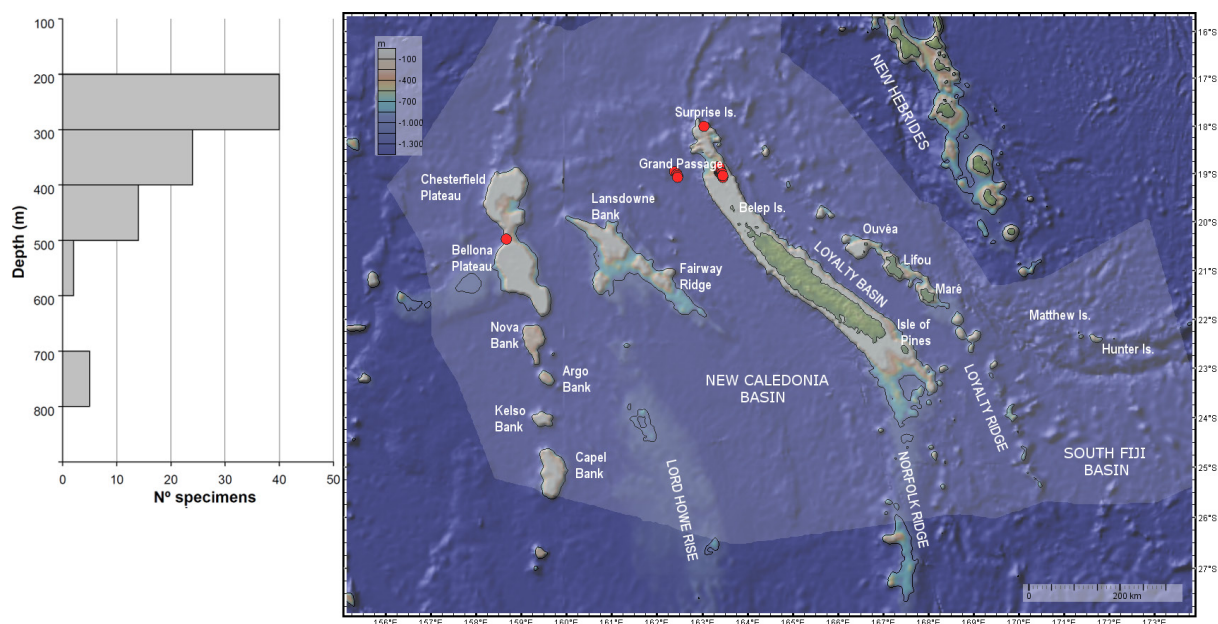 100
200
300
400
500
600
700
800
Depth (m)
0
10
20
30
40
50
Nº specimens
m
-100
-400
-700
-1.000
-1.300
Surprise Is.
Grand Passage
Chesterfield
Plateau
Lansdowne
Bank
Belep Is.
Bellona
Plateau
Fairway
Ridge
LOYALTY BASIN
Ouvéa
Lifou
Maré
NEW HEBRIDES
Nova
Bank
Isle of
Pines
Matthew Is.
Hunter Is.
Argo
Bank
NEW CALEDONIA
BASIN
Kelso
Bank
LOYALTY RIDGE
Capel
Bank
LORD HOWE RISE
NORFOLK RIDGE
SOUTH FIJI
BASIN
200 km
16°S
17°S
18°S
19°S
20°S
21°S
22°S
23°S
24°S
25°S
26°S
27°S
156°E
157°E
158°E
159°E
160°E
161°E
162°E
163°E
164°E
165°E
166°E
167°E
168°E
169°E
170°E
171°E
172°E
173°E